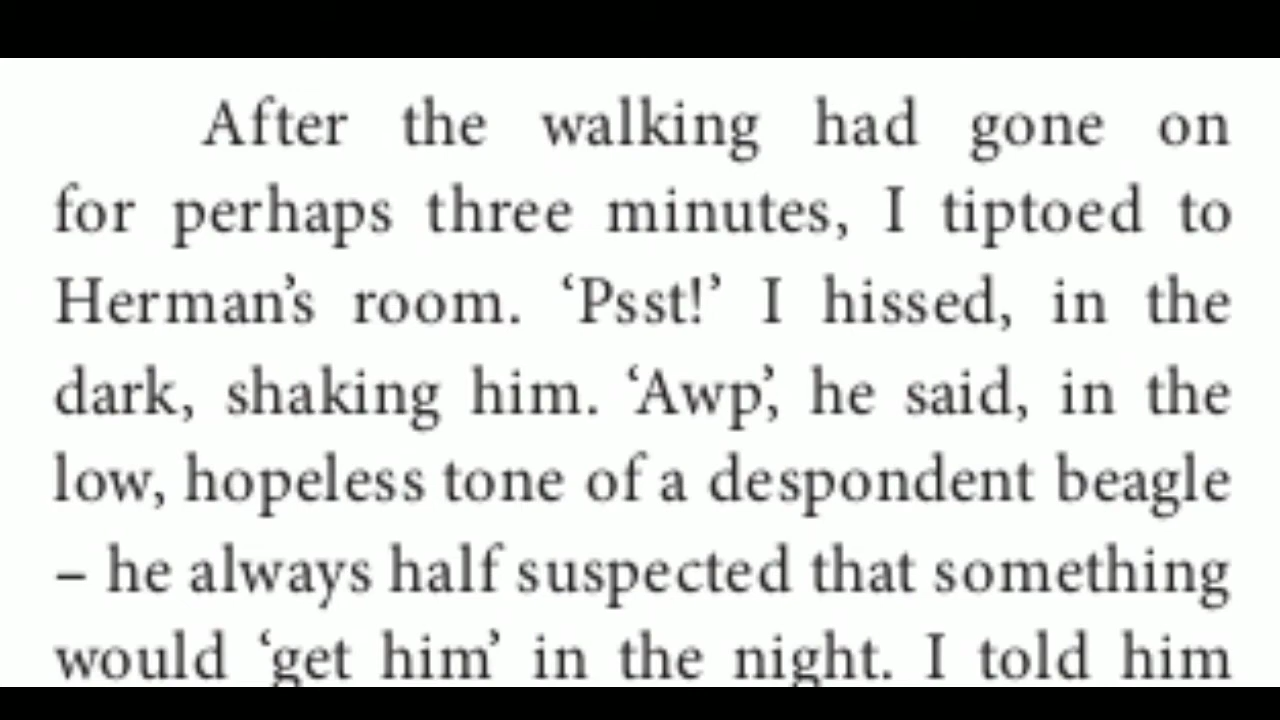 After the walking had gone on
for perhaps three minutes, I tiptoed to
Herman’s room. ‘Psst!’ I hissed, in the
dark, shaking him. ‘Awp’, he said, in the
low, hopeless tone of a despondent beagle
– he always half suspected that something
would ‘get him’ in the night. I told him